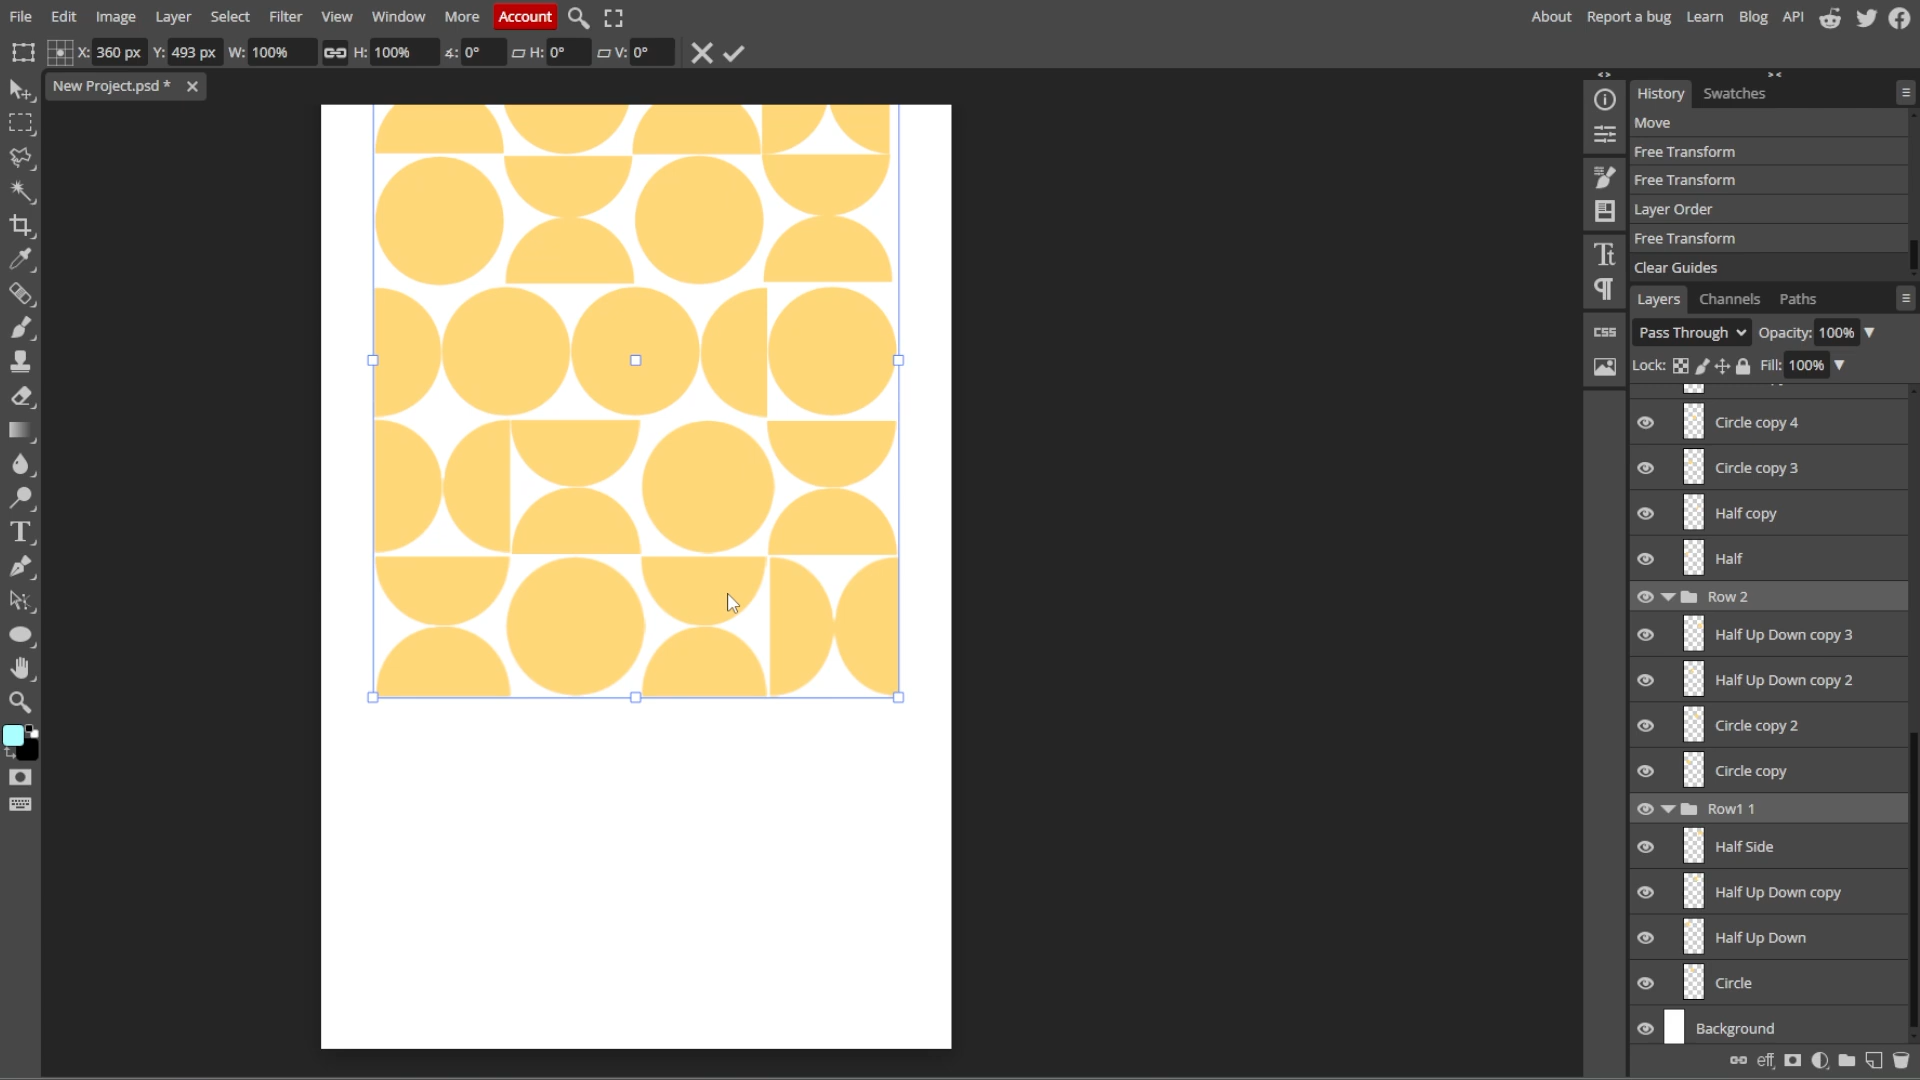 File Edit Image Layer Select Filter View Window More Account About Report a bug Learn Blog API
X: 360 px Y: 493 px W: 100% H: 100% ∡: 0° H: 0° V: 0°
New Project.psd *
History Swatches
Move
Free Transform
Free Transform
Layer Order
Free Transform
Clear Guides
Layers Channels Paths
Pass Through Opacity: 100%
Lock: Fill: 100%
CSS
Circle copy 4
Circle copy 3
Half copy
Half
Row 2
Half Up Down copy 3
Half Up Down copy 2
Circle copy 2
Circle copy
Row1 1
Half Side
Half Up Down copy
Half Up Down
Circle
Background
eff